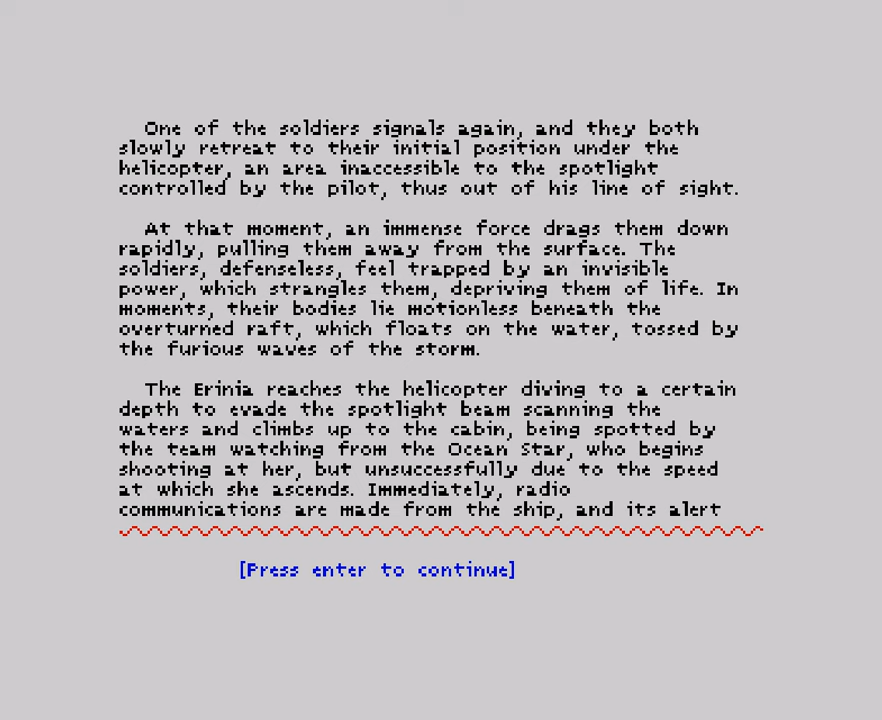 One of the soldiers signals again, and they both
slowly retreat to their initial position under the
helicopter, an area inaccessible to the spotlight
controlled by the pilot, thus out of his line of sight.
At that moment, an immense force drags them down
rapidly, pulling them away from the surface. The
soldiers, defenseless, feel trapped by an invisible
power, which strangles them, depriving them of life. In
moments, their bodies lie motionless beneath the
overturned raft, which floats on the water, tossed by
the furious waves of the storm.
The Erinia reaches the helicopter diving to a certain
depth to evade the spotlight beam scanning the
waters and climbs up to the cabin, being spotted by
the team watching from the Ocean Star, who begins
shooting at her, but unsuccessfully due to the speed
at which she ascends. Immediately, radio
communications are made from the ship, and its alert
[Press enter to continue]